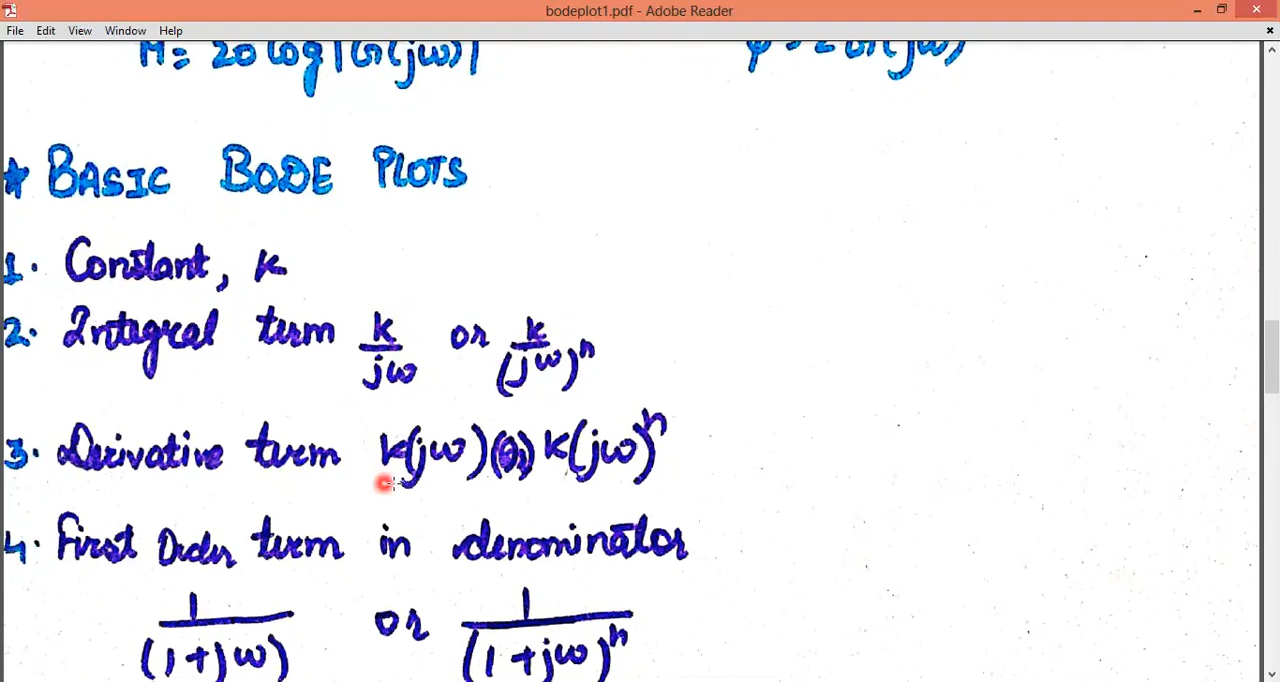 bodeplot1.pdf - Adobe Reader
File Edit View Window Help
M = 20 log |G(jω)| φ = ∠G(jω)
* BASIC BODE PLOTS
1. Constant, K
2. Integral term K/jω or K/(jω)^n
3. Derivative term K(jω) (or) K(jω)^n
4. First Order term in denominator
1/(1+jω) or 1/(1+jω)^n